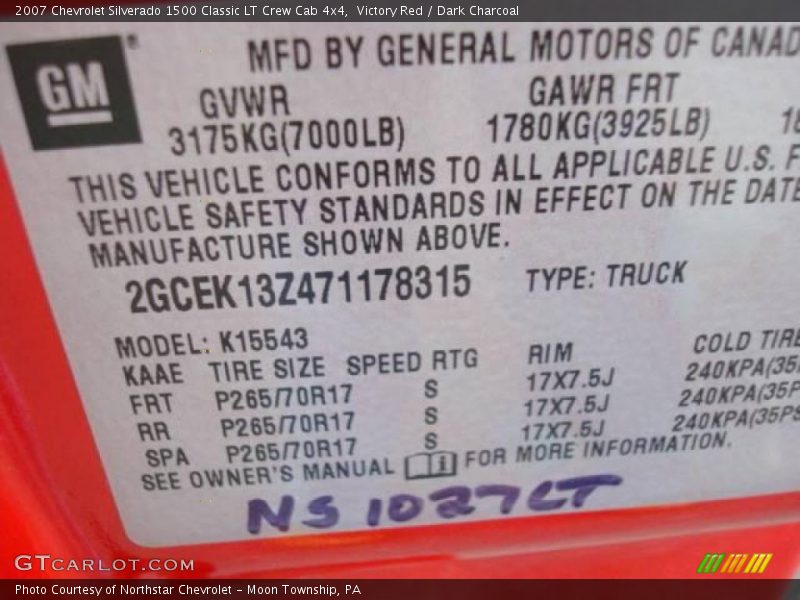 2007 Chevrolet Silverado 1500 Classic LT Crew Cab 4x4, Victory Red / Dark Charcoal
GM
MFD BY GENERAL MOTORS OF CANAD
GVWR GAWR FRT
3175KG(7000LB) 1780KG(3925LB) 18
THIS VEHICLE CONFORMS TO ALL APPLICABLE U.S. F
VEHICLE SAFETY STANDARDS IN EFFECT ON THE DATE
MANUFACTURE SHOWN ABOVE.
2GCEK13Z471178315 TYPE: TRUCK
MODEL: K15543
KAAE TIRE SIZE SPEED RTG RIM COLD TIRE
FRT P265/70R17 S 17X7.5J 240KPA(35
RR P265/70R17 S 17X7.5J 240KPA(35P
SPA P265/70R17 S 17X7.5J 240KPA(35PS
SEE OWNER'S MANUAL i FOR MORE INFORMATION.
NS1027LT
GTCARLOT.COM
Photo Courtesy of Northstar Chevrolet - Moon Township, PA